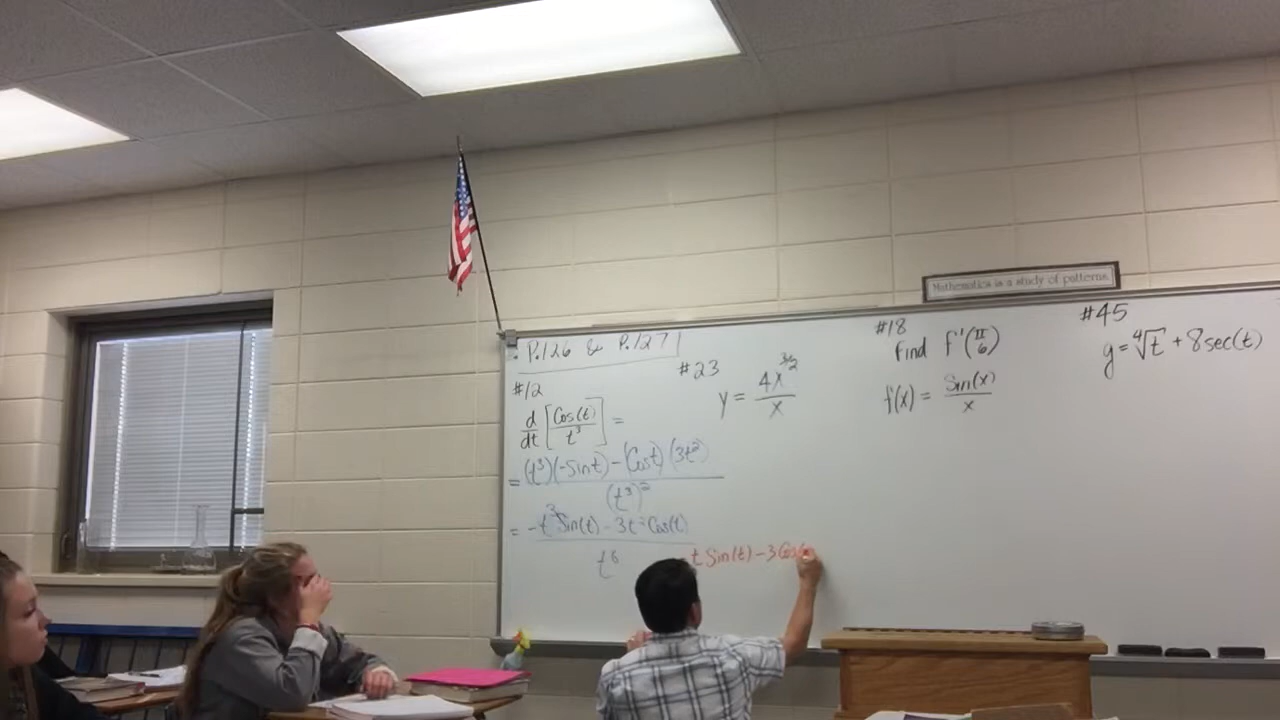 Mathematics is a study of patterns
P.126 & P.127
#12
d/dt [Cos(t)/t³] =
= (t³)(-Sint) - (Cost)(3t²) / (t³)²
= -t³Sin(t) - 3t²Cos(t) / t⁶
-t Sin(t) - 3Cos(
#23
y = 4x^(3/2) / x
#18
Find f'(π/6)
f(x) = Sin(x)/x
#45
g = ⁴√t + 8sec(t)